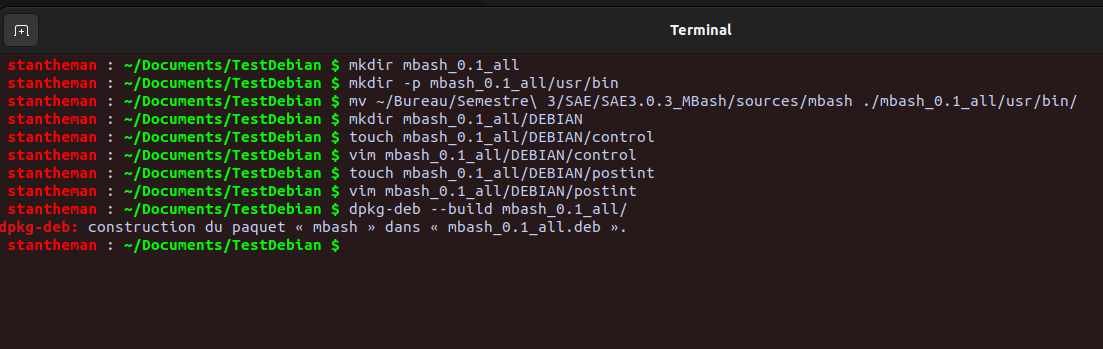 Terminal
stantheman : ~/Documents/TestDebian $ mkdir mbash_0.1_all
stantheman : ~/Documents/TestDebian $ mkdir -p mbash_0.1_all/usr/bin
stantheman : ~/Documents/TestDebian $ mv ~/Bureau/Semestre\ 3/SAE/SAE3.0.3_MBash/sources/mbash ./mbash_0.1_all/usr/bin/
stantheman : ~/Documents/TestDebian $ mkdir mbash_0.1_all/DEBIAN
stantheman : ~/Documents/TestDebian $ touch mbash_0.1_all/DEBIAN/control
stantheman : ~/Documents/TestDebian $ vim mbash_0.1_all/DEBIAN/control
stantheman : ~/Documents/TestDebian $ touch mbash_0.1_all/DEBIAN/postint
stantheman : ~/Documents/TestDebian $ vim mbash_0.1_all/DEBIAN/postint
stantheman : ~/Documents/TestDebian $ dpkg-deb --build mbash_0.1_all/
dpkg-deb: construction du paquet « mbash » dans « mbash_0.1_all.deb ».
stantheman : ~/Documents/TestDebian $